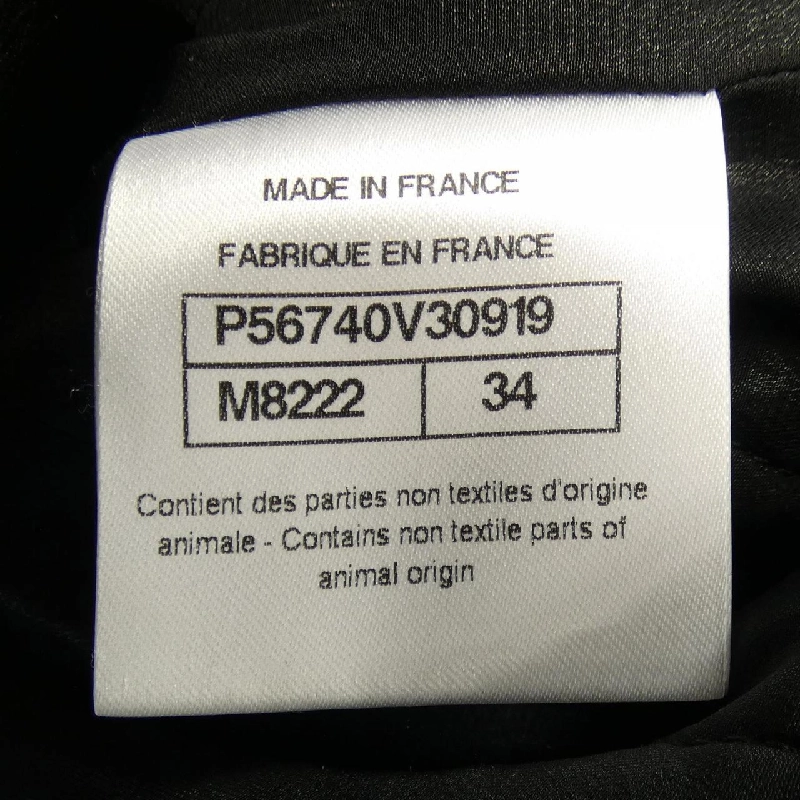 MADE IN FRANCE
FABRIQUE EN FRANCE
P56740V30919
M8222 34
Contient des parties non textiles d'origine
animale - Contains non textile parts of
animal origin